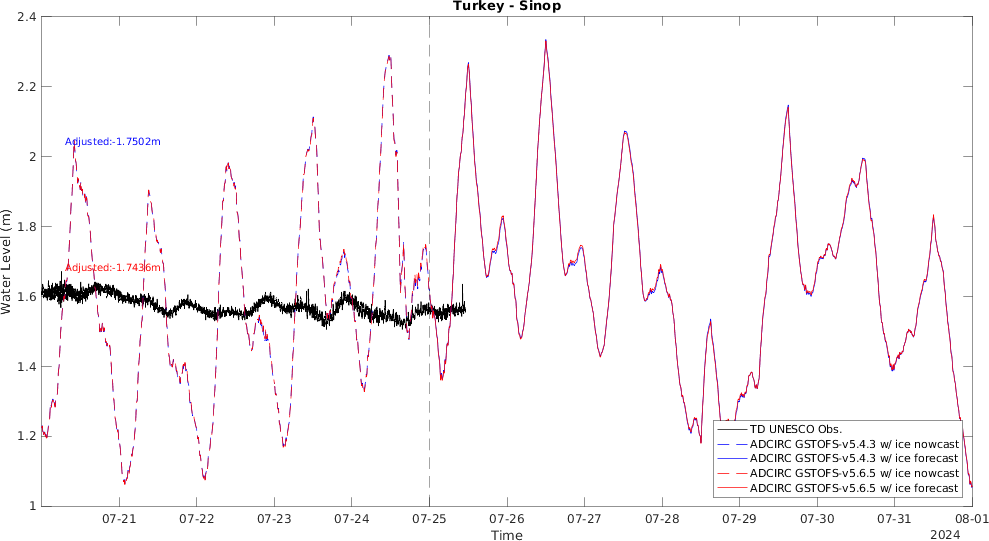 Turkey - Sinop
2.4
2.2
2
1.8
1.6
1.4
1.2
1
Water Level (m)
Adjusted:-1.7502m
Adjusted:-1.7436m
TD UNESCO Obs.
ADCIRC GSTOFS-v5.4.3 w/ ice nowcast
ADCIRC GSTOFS-v5.4.3 w/ ice forecast
ADCIRC GSTOFS-v5.6.5 w/ ice nowcast
ADCIRC GSTOFS-v5.6.5 w/ ice forecast
07-21 07-22 07-23 07-24 07-25 07-26 07-27 07-28 07-29 07-30 07-31 08-01
Time
2024